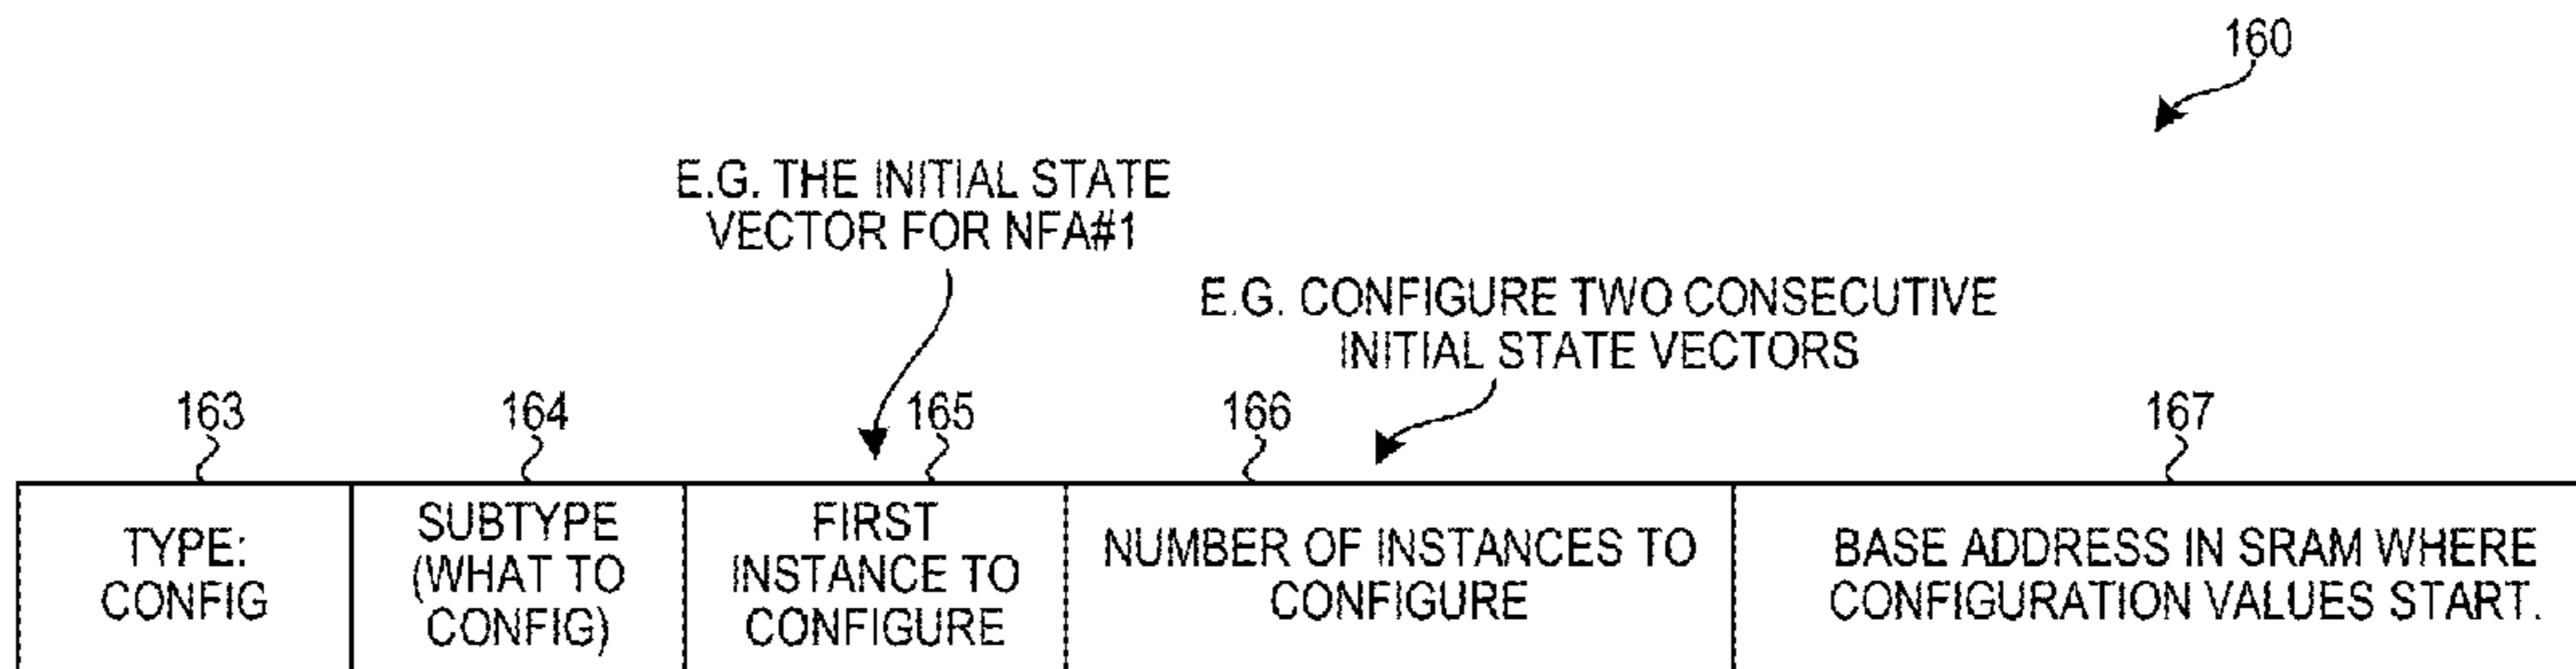 160
E.G. THE INITIAL STATE
VECTOR FOR NFA#1
E.G. CONFIGURE TWO CONSECUTIVE
INITIAL STATE VECTORS
163
164
165
166
167
TYPE:
CONFIG
SUBTYPE
(WHAT TO
CONFIG)
FIRST
INSTANCE TO
CONFIGURE
NUMBER OF INSTANCES TO
CONFIGURE
BASE ADDRESS IN SRAM WHERE
CONFIGURATION VALUES START.